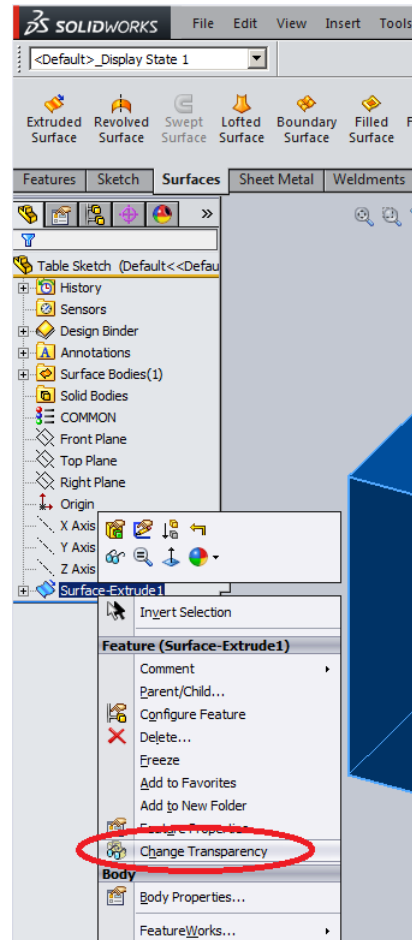 SOLIDWORKS File Edit View Insert Tools
<Default>_Display State 1
Extruded Surface
Revolved Surface
Swept Surface
Lofted Surface
Boundary Surface
Filled Surface
F
Features Sketch Surfaces Sheet Metal Weldments
»
Table Sketch (Default<<Defau
History
Sensors
Design Binder
Annotations
Surface Bodies(1)
Solid Bodies
COMMON
Front Plane
Top Plane
Right Plane
Origin
X Axis
Y Axis
Z Axis
Surface-Extrude1
Invert Selection
Feature (Surface-Extrude1)
Comment
Parent/Child...
Configure Feature
Delete...
Freeze
Add to Favorites
Add to New Folder
Feature Properties...
Change Transparency
Body
Body Properties...
FeatureWorks...